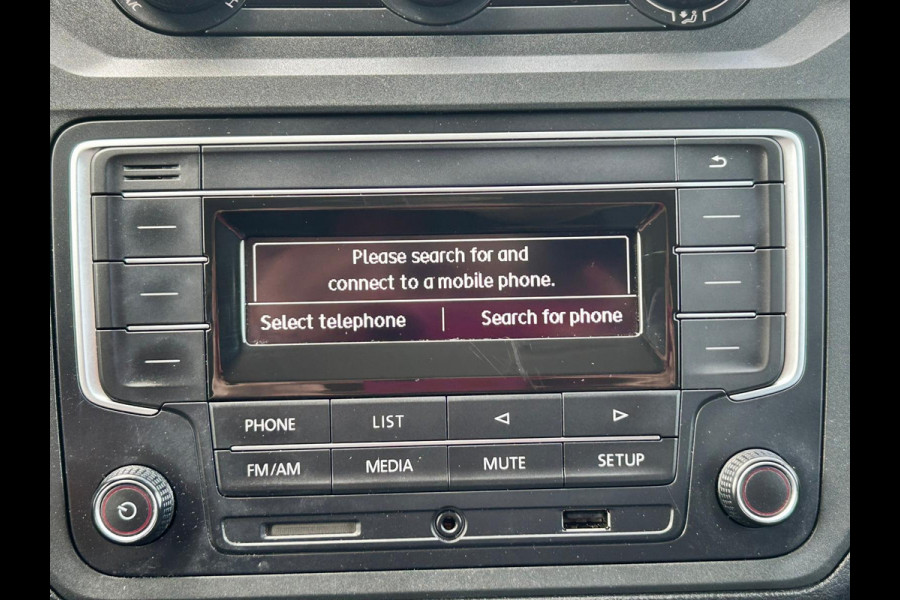 Please search for and
connect to a mobile phone.
Select telephone | Search for phone
PHONE LIST
FM/AM MEDIA MUTE SETUP